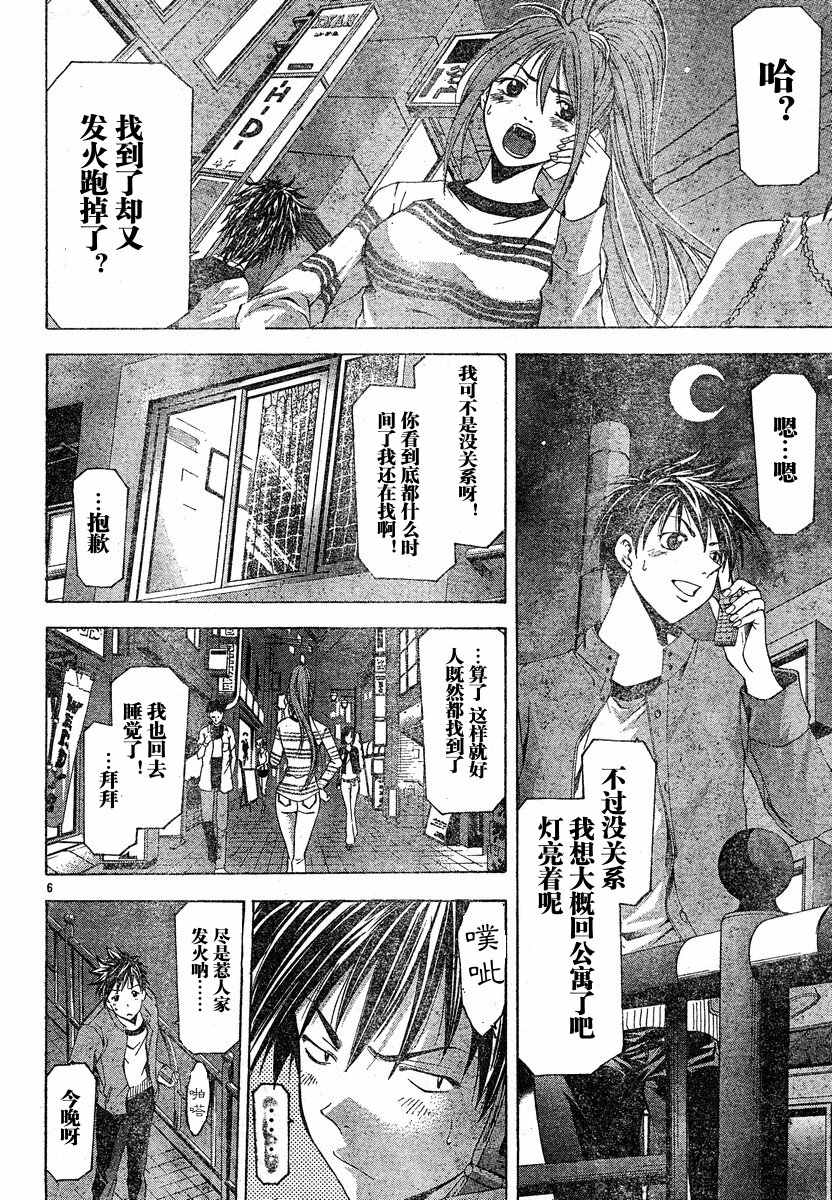 哈？
找到了却又
发火跑掉了？
HIDI
嗯…嗯
不过没关系
我想大概回公寓了吧
灯亮着呢
我可不是没关系呀！
你看到底都什么时
间了我还在找啊！
…抱歉
…算了 这样就好
人既然都找到了
我也回去
睡觉了！
…拜拜
噗呲
……
尽是惹人家
发火呐……
啪嗒
今晚呀
6